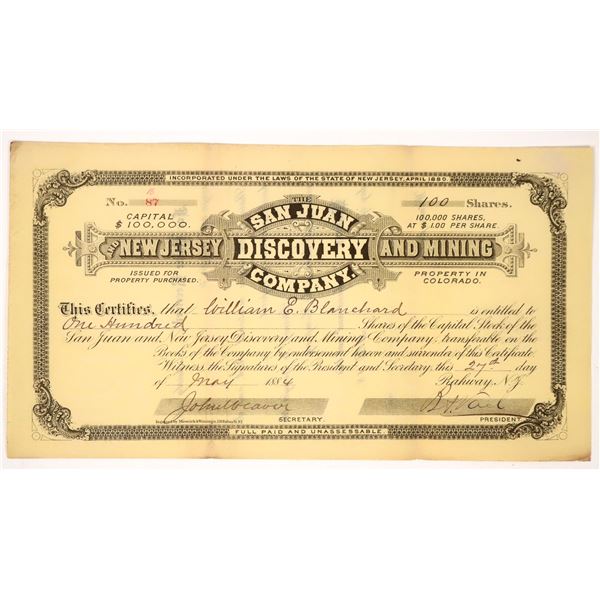 INCORPORATED UNDER THE LAWS OF THE STATE OF NEW JERSEY, APRIL 1880.
No. 87
100 Shares.
CAPITAL
$100,000.
100,000 SHARES,
AT $1.00 PER SHARE.
THE
SAN JUAN
AND NEW JERSEY DISCOVERY AND MINING
COMPANY.
ISSUED FOR
PROPERTY PURCHASED.
PROPERTY IN
COLORADO.
This Certifies, that William E. Blanchard is entitled to
One Hundred Shares of the Capital Stock of the
San Juan and New Jersey Discovery and Mining Company, transferable on the
Books of the Company by endorsement hereon and surrender of this Certificate.
Witness the Signatures of the President and Secretary, this 27th day
of May 1884 Rahway, N.J.
John Weaver
SECRETARY.
PRESIDENT
FULL PAID AND UNASSESSABLE.